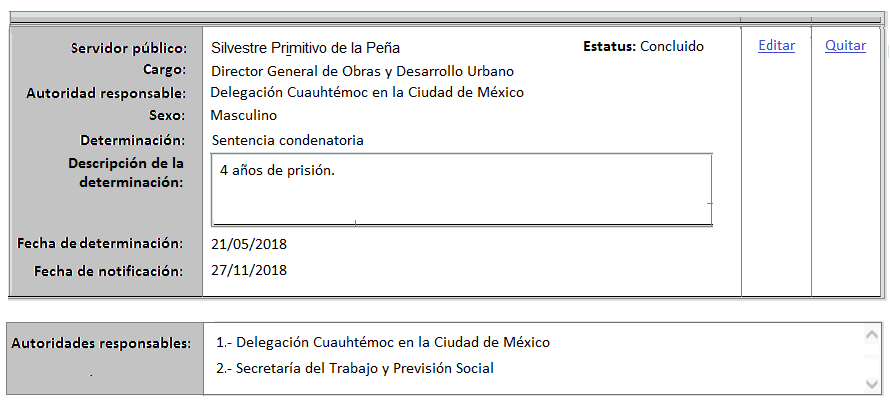 Servidor público: Silvestre Primitivo de la Peña Estatus: Concluido Editar Quitar
Cargo: Director General de Obras y Desarrollo Urbano
Autoridad responsable: Delegación Cuauhtémoc en la Ciudad de México
Sexo: Masculino
Determinación: Sentencia condenatoria
Descripción de la determinación: 4 años de prisión.
Fecha de determinación: 21/05/2018
Fecha de notificación: 27/11/2018
Autoridades responsables: 1.- Delegación Cuauhtémoc en la Ciudad de México
2.- Secretaría del Trabajo y Previsión Social